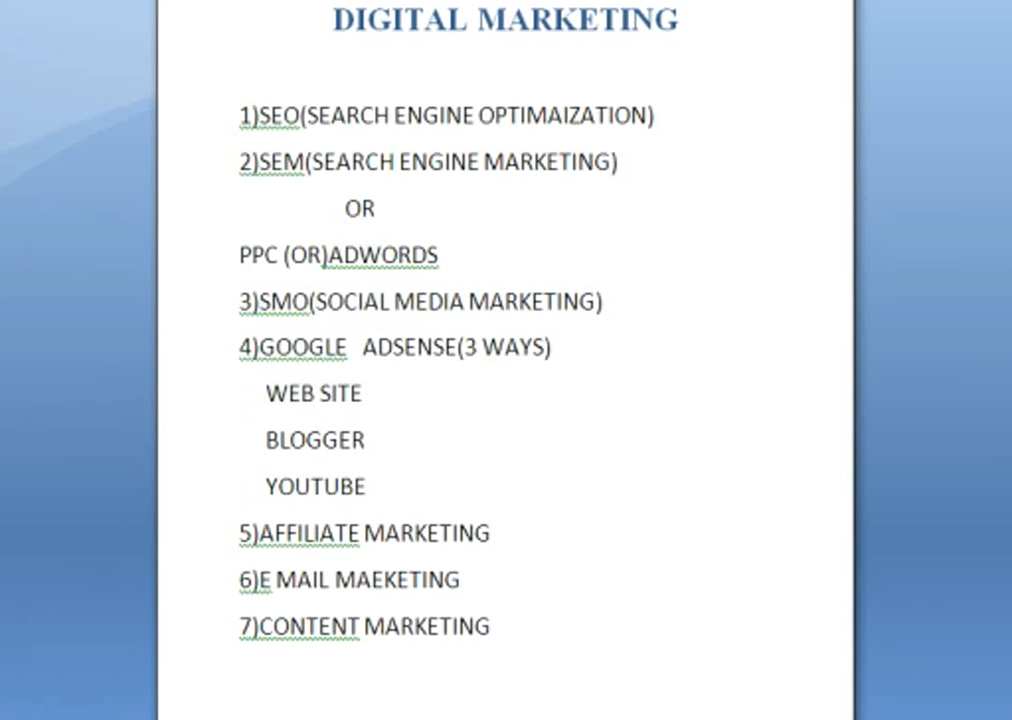 DIGITAL MARKETING
1)SEO(SEARCH ENGINE OPTIMAIZATION)
2)SEM(SEARCH ENGINE MARKETING)
OR
PPC (OR)ADWORDS
3)SMO(SOCIAL MEDIA MARKETING)
4)GOOGLE ADSENSE(3 WAYS)
WEB SITE
BLOGGER
YOUTUBE
5)AFFILIATE MARKETING
6)E MAIL MAEKETING
7)CONTENT MARKETING